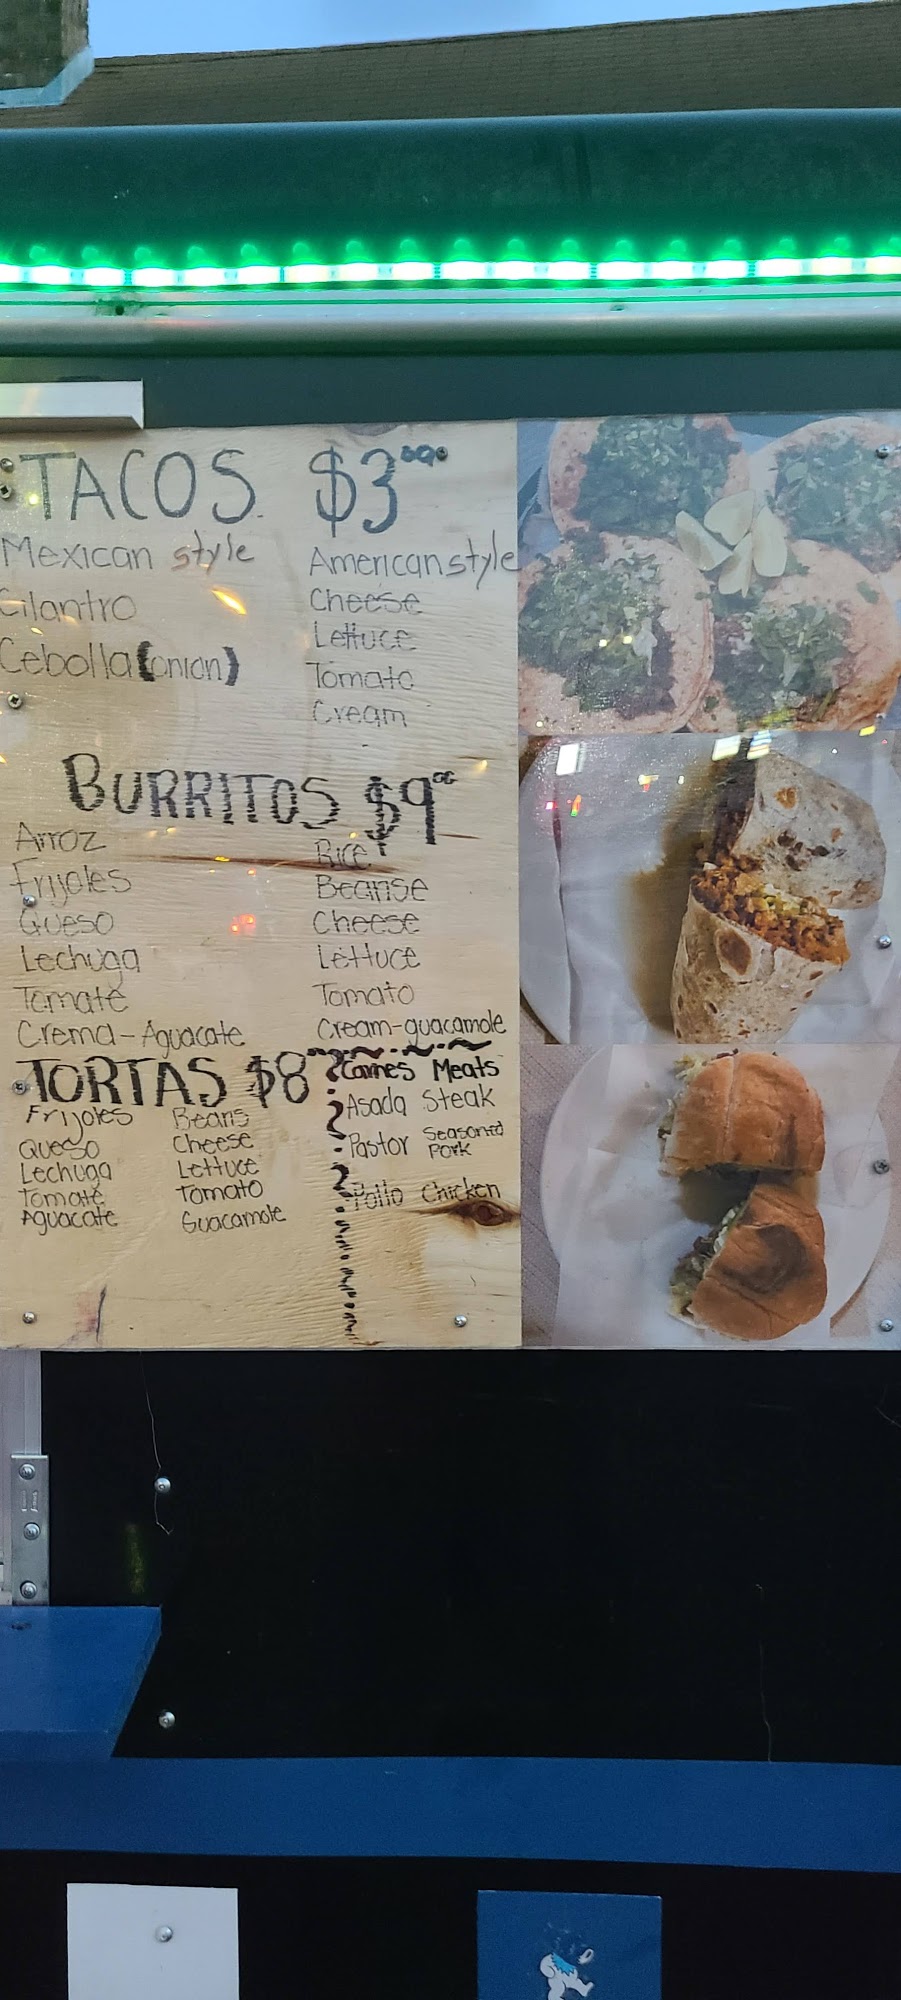 TACOS $3.00
Mexican style
Cilantro
Cebolla (onion)
American style
Cheese
Lettuce
Tomato
Cream
BURRITOS $9.00
Arroz
Frijoles
Queso
Lechuga
Tomate
Crema-Aguacate
Rice
Beanse
Cheese
Lettuce
Tomato
Cream-guacamole
TORTAS $8
Frijoles
Queso
Lechuga
Tomate
Aguacate
Beans
Cheese
Lettuce
Tomato
Guacamole
Carnes Meats
Asada Steak
Pastor Seasoned
Pork
Pollo Chicken